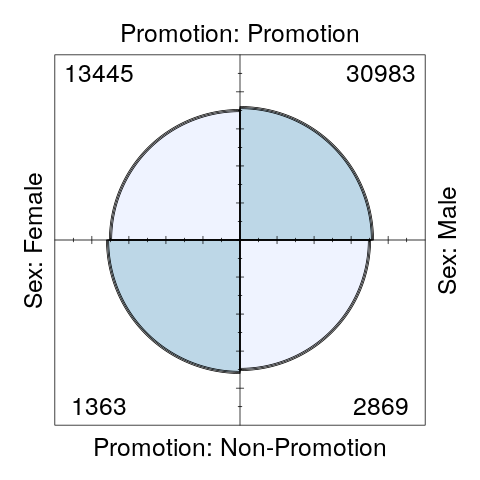 Promotion: Promotion
13445
30983
Sex: Female
Sex: Male
1363
2869
Promotion: Non-Promotion